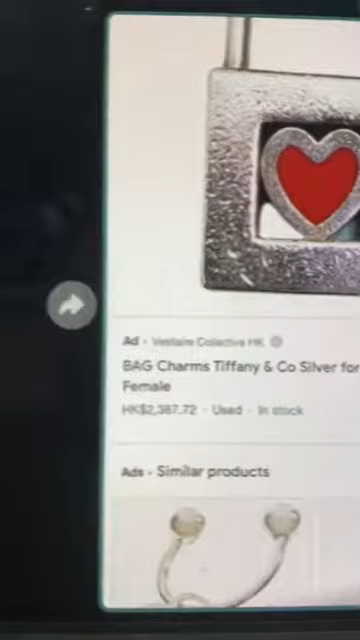 Ad · Vestiaire Collective HK
BAG Charms Tiffany & Co Silver for
Female
HK$2,367.72 · Used · In stock
Ads · Similar products